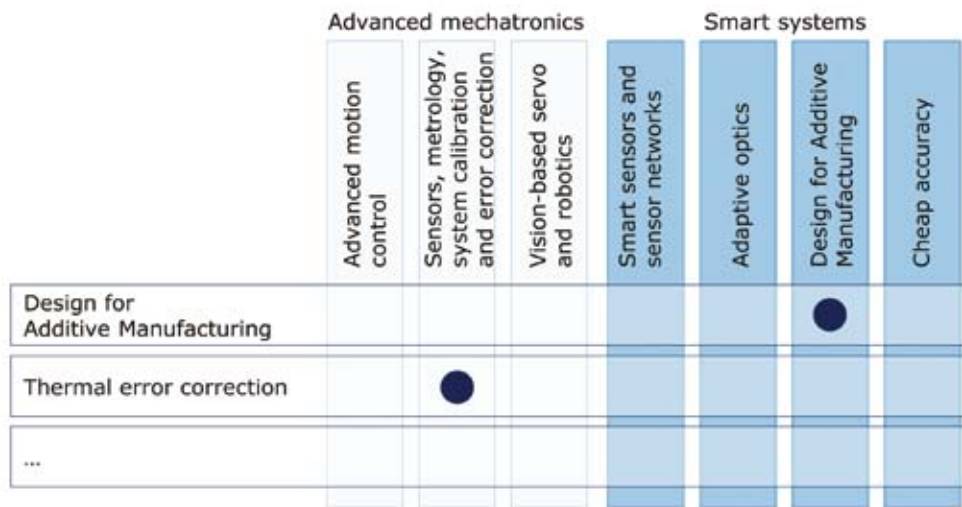 Advanced mechatronics
Smart systems
Advanced motion
control
Sensors, metrology,
system calibration
and error correction
Vision-based servo
and robotics
Smart sensors and
sensor networks
Adaptive optics
Design for Additive
Manufacturing
Cheap accuracy
Design for
Additive Manufacturing
Thermal error correction
...